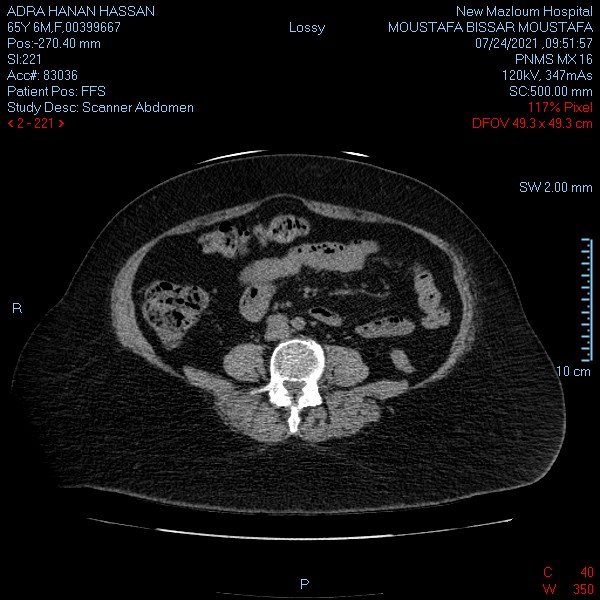 ADRA HANAN HASSAN
65Y 6M,F,00399667
Pos:-270.40 mm
SI:221
Acc#: 83036
Patient Pos: FFS
Study Desc: Scanner Abdomen
< 2 - 221 >
Lossy
New Mazloum Hospital
MOUSTAFA BISSAR MOUSTAFA
07/24/2021 ,09:51:57
PNMS MX 16
120kV, 347mAs
SC:500.00 mm
117% Pixel
DFOV 49.3 x 49.3 cm
SW 2.00 mm
R
10 cm
P
C 40
W 350